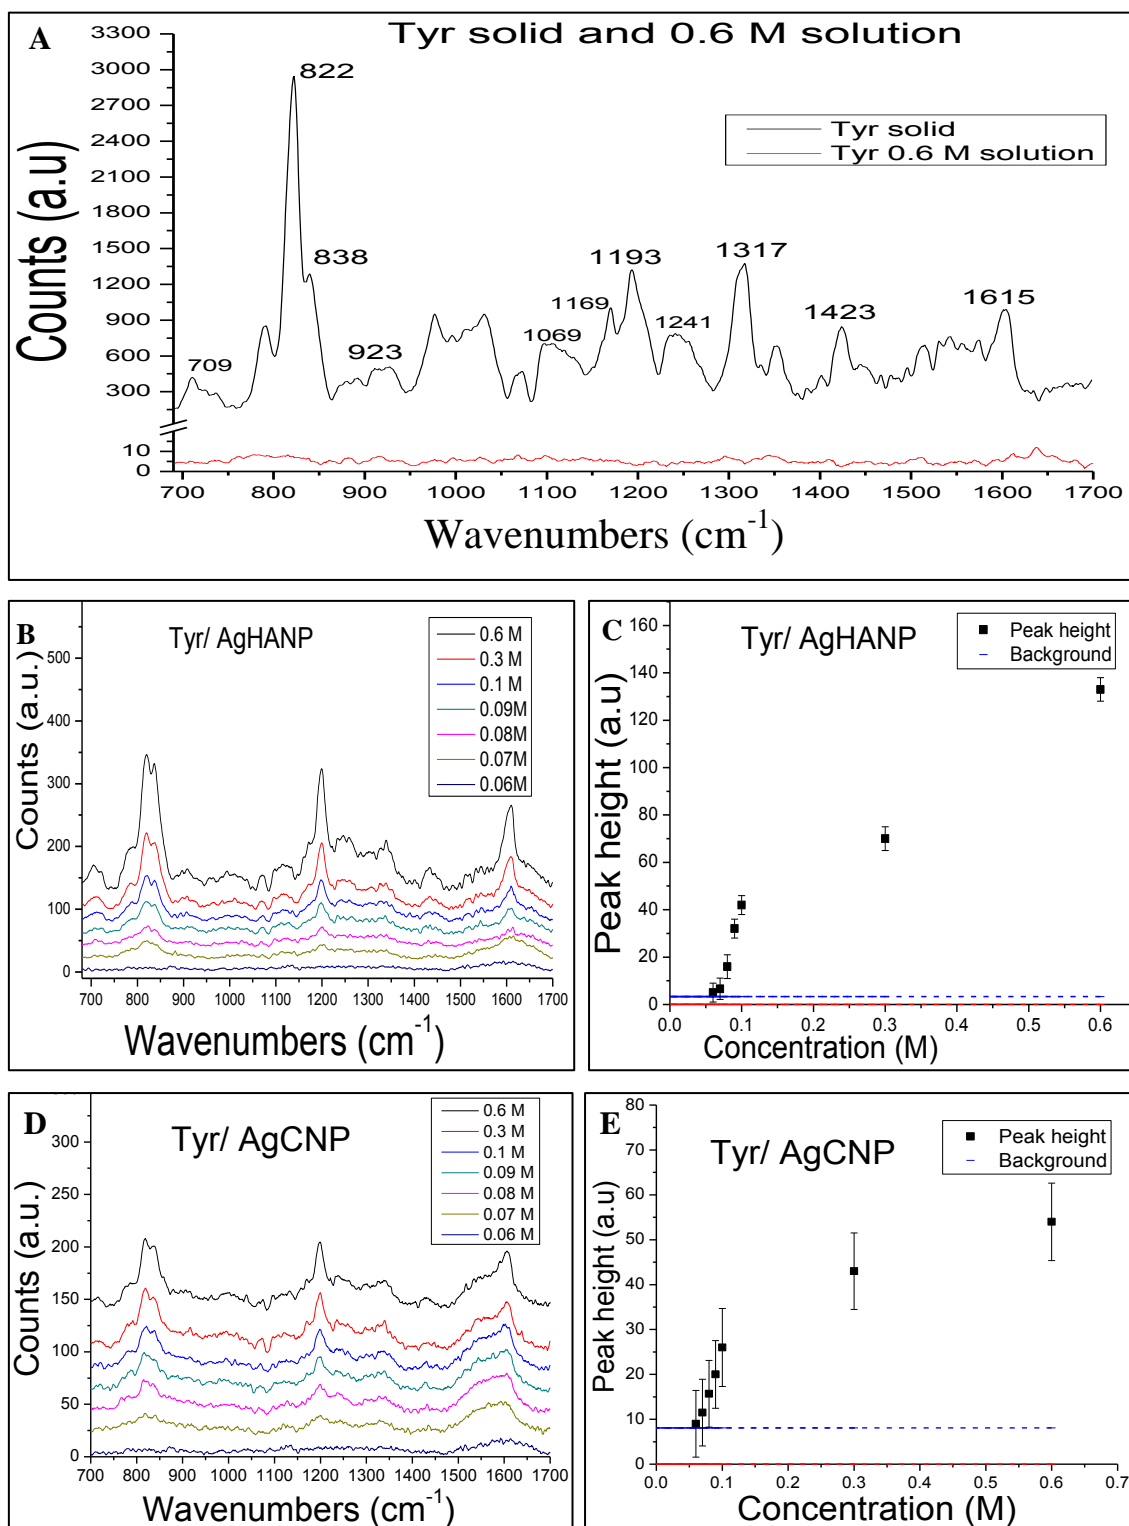 A
Tyr solid and 0.6 M solution
Counts (a.u)
3300
3000
2700
2400
2100
1800
1500
1200
900
600
300
10
0
822
838
709
923
1069
1169
1193
1241
1317
1423
1615
Tyr solid
Tyr 0.6 M solution
700 800 900 1000 1100 1200 1300 1400 1500 1600 1700
Wavenumbers (cm-1)
B
Tyr/ AgHANP
Counts (a.u.)
500
400
300
200
100
0
0.6 M
0.3 M
0.1 M
0.09M
0.08M
0.07M
0.06M
700 800 900 1000 1100 1200 1300 1400 1500 1600 1700
Wavenumbers (cm-1)
C
Tyr/ AgHANP
Peak height (a.u)
160
140
120
100
80
60
40
20
0
Peak height
Background
0.0 0.1 0.2 0.3 0.4 0.5 0.6
Concentration (M)
D
Tyr/ AgCNP
Counts (a.u.)
300
250
200
150
100
50
0
0.6 M
0.3 M
0.1 M
0.09 M
0.08 M
0.07 M
0.06 M
700 800 900 1000 1100 1200 1300 1400 1500 1600 1700
Wavenumbers (cm-1)
E
Tyr/ AgCNP
Peak height (a.u)
80
70
60
50
40
30
20
10
0
Peak height
Background
0.0 0.1 0.2 0.3 0.4 0.5 0.6 0.7
Concentration (M)